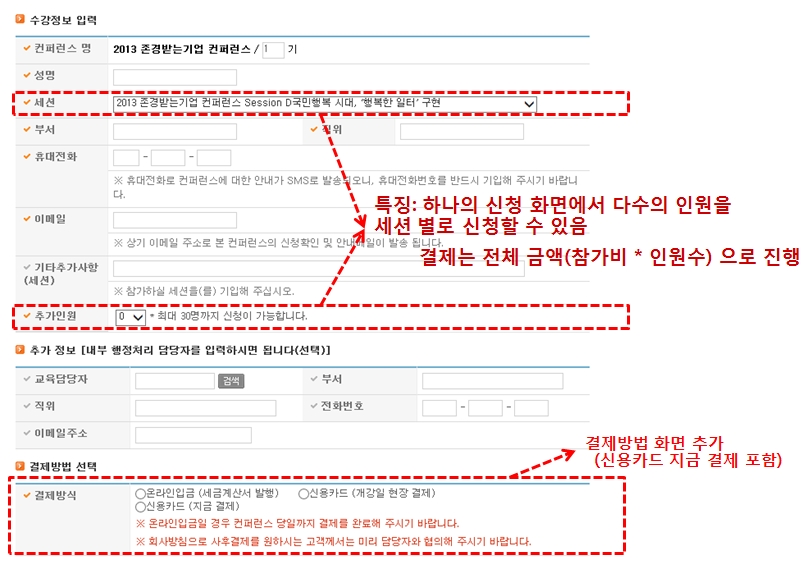 수강정보 입력
컨퍼런스 명 2013 존경받는기업 컨퍼런스 / 1 기
성명
세션 2013 존경받는기업 컨퍼런스 Session D국민행복 시대, '행복한 일터' 구현
부서 직위
휴대전화 - -
※ 휴대전화로 컨퍼런스에 대한 안내가 SMS로 발송되오니, 휴대전화번호를 반드시 기입해 주시기 바랍니
다.
특징: 하나의 신청 화면에서 다수의 인원을
세션 별로 신청할 수 있음
결제는 전체 금액(참가비 * 인원수) 으로 진행
이메일
※ 상기 이메일 주소로 본 컨퍼런스의 신청확인 및 안내메일이 발송 됩니다.
기타추가사항
(세션)
※ 참가하실 세션을(를) 기입해 주십시오.
추가인원 0 * 최대 30명까지 신청이 가능합니다.
추가 정보 [내부 행정처리 담당자를 입력하시면 됩니다(선택)]
교육담당자 검색 부서
직위 전화번호 - -
이메일주소
결제방법 선택
결제방법 화면 추가
(신용카드 지금 결제 포함)
결제방식 온라인입금 (세금계산서 발행) 신용카드 (개강일 현장 결제)
신용카드 (지금 결제)
※ 온라인입금일 경우 컨퍼런스 당일까지 결제를 완료해 주시기 바랍니다.
※ 회사방침으로 사후결제를 원하시는 고객께서는 미리 담당자와 협의해 주시기 바랍니다.